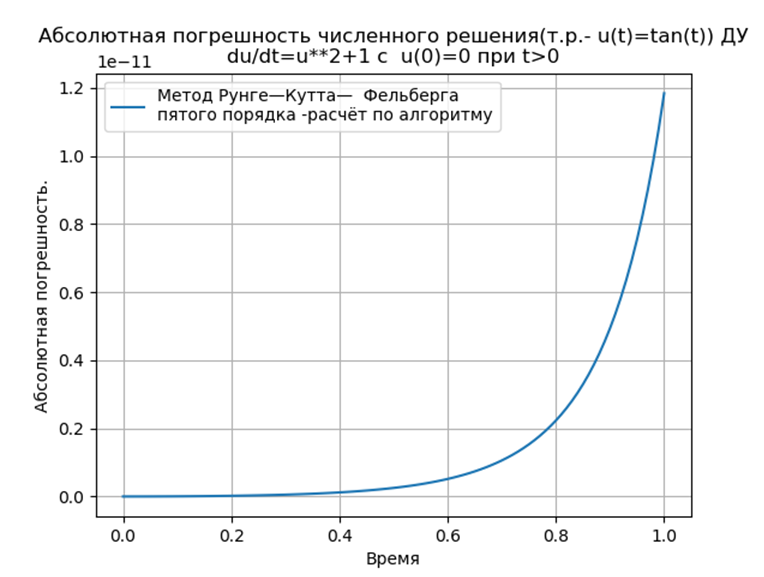 Абсолютная погрешность численного решения(т.р.- u(t)=tan(t)) ДУ
du/dt=u**2+1 с  u(0)=0 при t>0
1e−11
Метод Рунге—Кутта—  Фельберга
пятого порядка -расчёт по алгоритму
1.2
1.0
0.8
0.6
0.4
0.2
0.0
Абсолютная погрешность.
0.0 0.2 0.4 0.6 0.8 1.0
Время